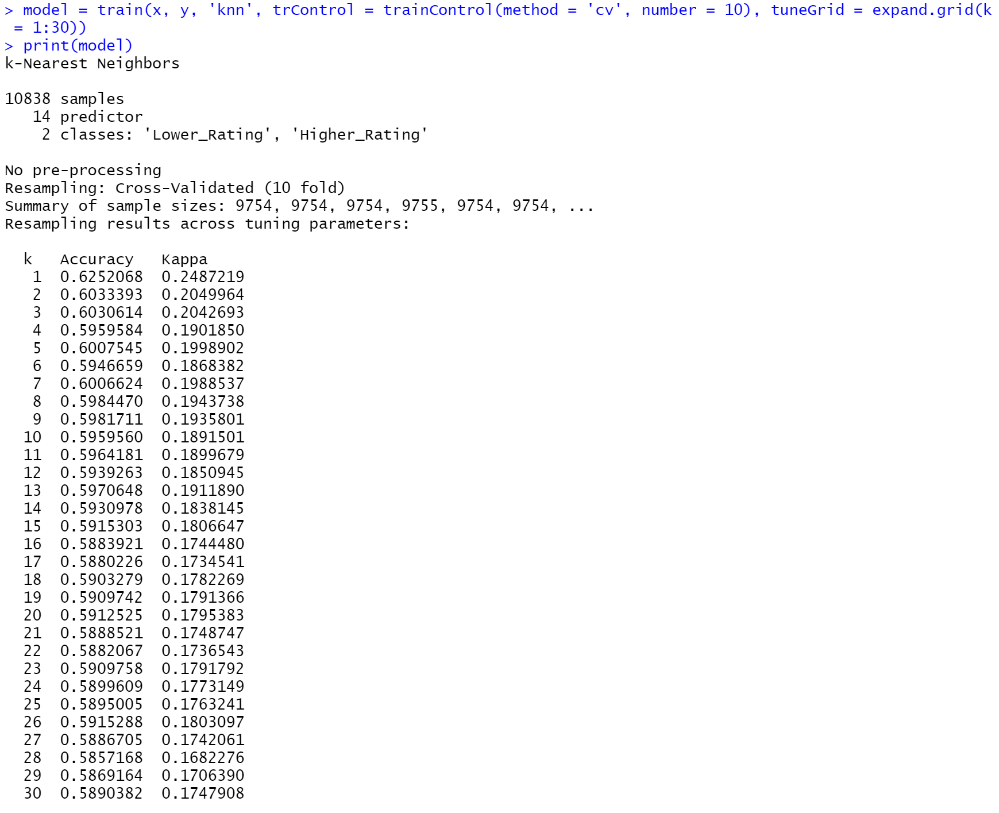 > model = train(x, y, 'knn', trControl = trainControl(method = 'cv', number = 10), tuneGrid = expand.grid(k
 = 1:30))
> print(model)
k-Nearest Neighbors

10838 samples
   14 predictor
    2 classes: 'Lower_Rating', 'Higher_Rating'

No pre-processing
Resampling: Cross-Validated (10 fold)
Summary of sample sizes: 9754, 9754, 9754, 9755, 9754, 9754, ...
Resampling results across tuning parameters:

  k   Accuracy   Kappa
   1  0.6252068  0.2487219
   2  0.6033393  0.2049964
   3  0.6030614  0.2042693
   4  0.5959584  0.1901850
   5  0.6007545  0.1998902
   6  0.5946659  0.1868382
   7  0.6006624  0.1988537
   8  0.5984470  0.1943738
   9  0.5981711  0.1935801
  10  0.5959560  0.1891501
  11  0.5964181  0.1899679
  12  0.5939263  0.1850945
  13  0.5970648  0.1911890
  14  0.5930978  0.1838145
  15  0.5915303  0.1806647
  16  0.5883921  0.1744480
  17  0.5880226  0.1734541
  18  0.5903279  0.1782269
  19  0.5909742  0.1791366
  20  0.5912525  0.1795383
  21  0.5888521  0.1748747
  22  0.5882067  0.1736543
  23  0.5909758  0.1791792
  24  0.5899609  0.1773149
  25  0.5895005  0.1763241
  26  0.5915288  0.1803097
  27  0.5886705  0.1742061
  28  0.5857168  0.1682276
  29  0.5869164  0.1706390
  30  0.5890382  0.1747908